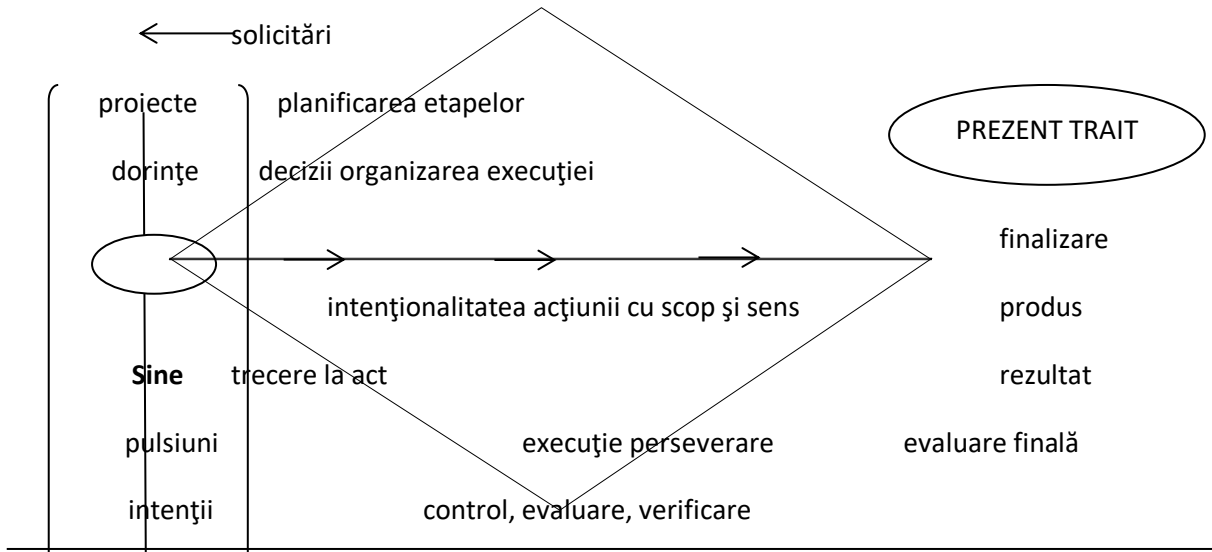 solicitări
proiecte planificarea etapelor
PREZENT TRAIT
dorinţe decizii organizarea execuţiei
finalizare
intenţionalitatea acţiunii cu scop şi sens produs
Sine trecere la act rezultat
pulsiuni execuţie perseverare evaluare finală
intenţii control, evaluare, verificare